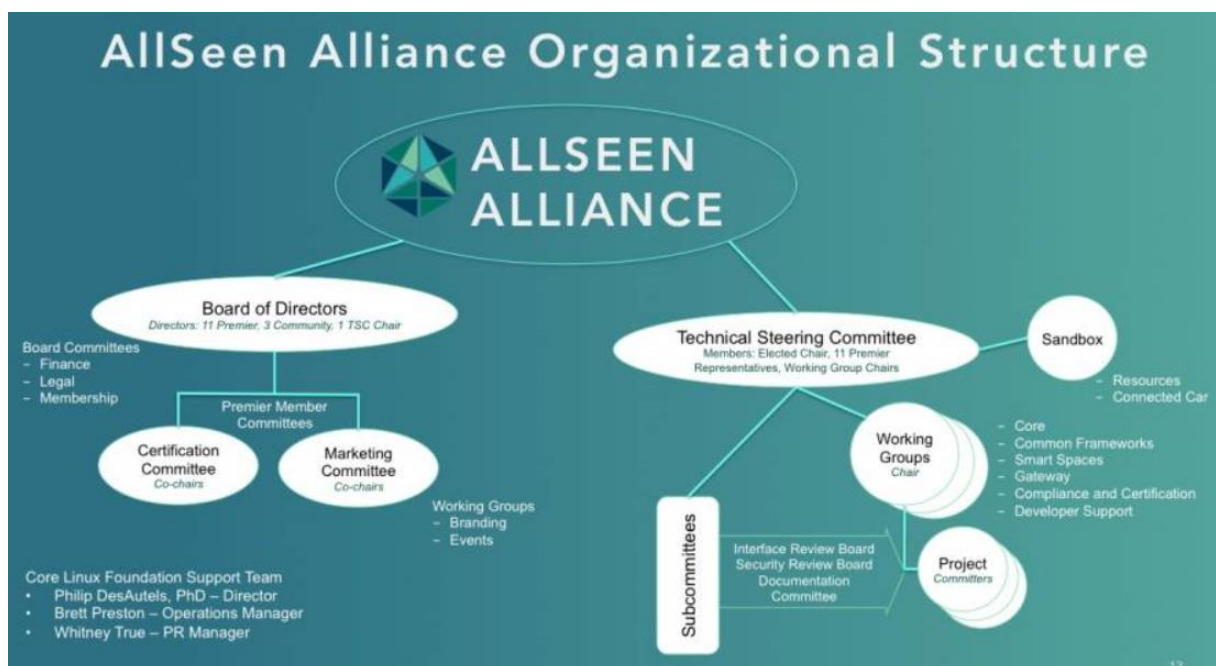 AllSeen Alliance Organizational Structure
ALLSEEN
ALLIANCE
Board of Directors
Directors: 11 Premier, 3 Community, 1 TSC Chair
Board Committees
– Finance
– Legal
– Membership
Premier Member
Committees
Certification
Committee
Co-chairs
Marketing
Committee
Co-chairs
Working Groups
– Branding
– Events
Core Linux Foundation Support Team
• Philip DesAutels, PhD – Director
• Brett Preston – Operations Manager
• Whitney True – PR Manager
Technical Steering Committee
Members: Elected Chair, 11 Premier
Representatives, Working Group Chairs
Sandbox
– Resources
– Connected Car
Working
Groups
Chair
– Core
– Common Frameworks
– Smart Spaces
– Gateway
– Compliance and Certification
– Developer Support
Subcommittees
Interface Review Board
Security Review Board
Documentation
Committee
Project
Committers